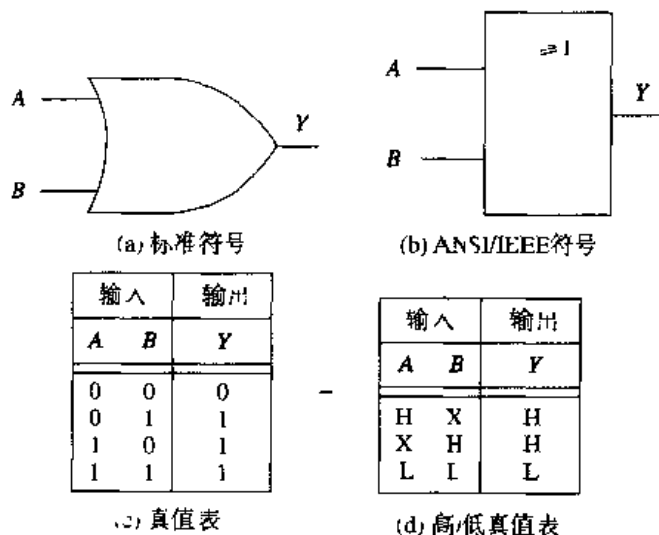 A
B
Y
(a) 标准符号
≥1
A
B
Y
(b) ANSI/IEEE符号
输入 输出
A B Y
0 0 0
0 1 1
1 0 1
1 1 1
(c) 真值表
输入 输出
A B Y
H X H
X H H
L L L
(d) 高/低真值表